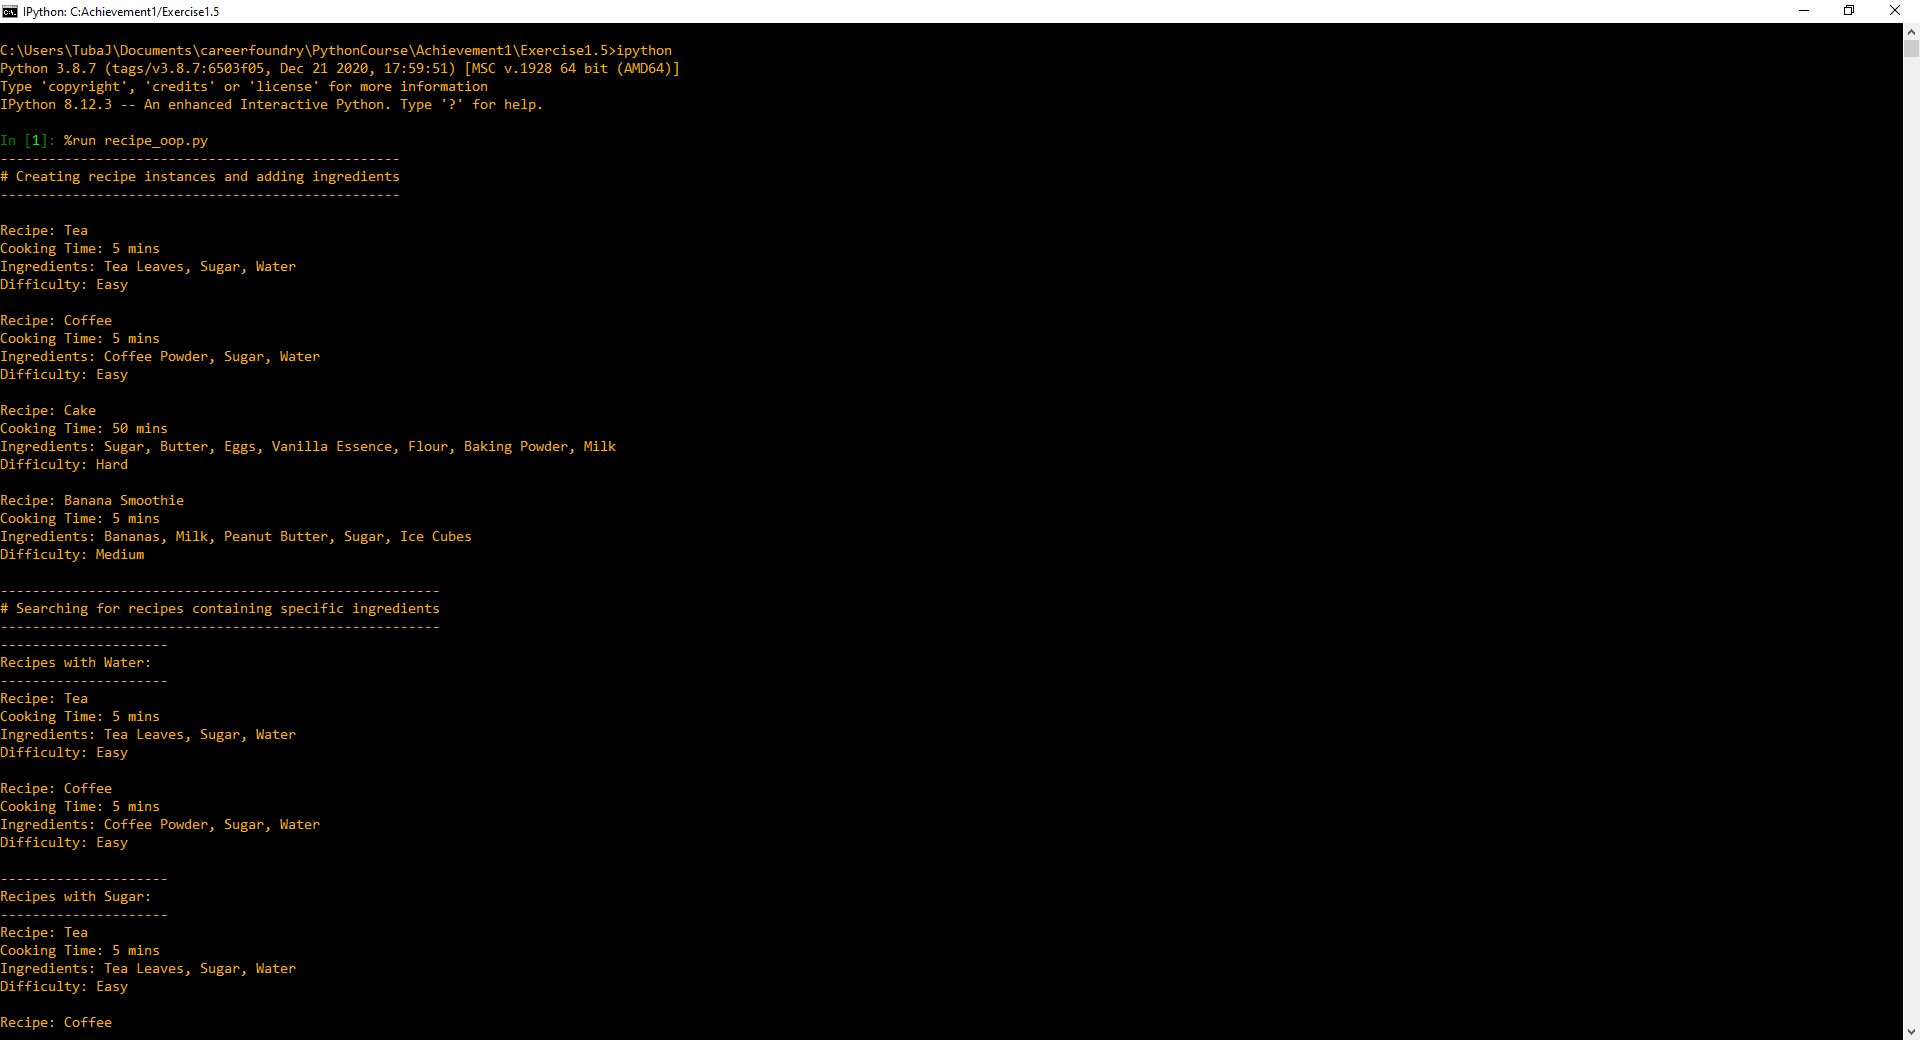 IPython: C:Achievement1/Exercise1.5
C:\Users\TubaJ\Documents\careerfoundry\PythonCourse\Achievement1\Exercise1.5>ipython
Python 3.8.7 (tags/v3.8.7:6503f05, Dec 21 2020, 17:59:51) [MSC v.1928 64 bit (AMD64)]
Type 'copyright', 'credits' or 'license' for more information
IPython 8.12.3 -- An enhanced Interactive Python. Type '?' for help.
In [1]: %run recipe_oop.py
--------------------------------------------------
# Creating recipe instances and adding ingredients
--------------------------------------------------
Recipe: Tea
Cooking Time: 5 mins
Ingredients: Tea Leaves, Sugar, Water
Difficulty: Easy
Recipe: Coffee
Cooking Time: 5 mins
Ingredients: Coffee Powder, Sugar, Water
Difficulty: Easy
Recipe: Cake
Cooking Time: 50 mins
Ingredients: Sugar, Butter, Eggs, Vanilla Essence, Flour, Baking Powder, Milk
Difficulty: Hard
Recipe: Banana Smoothie
Cooking Time: 5 mins
Ingredients: Bananas, Milk, Peanut Butter, Sugar, Ice Cubes
Difficulty: Medium
-------------------------------------------------------
# Searching for recipes containing specific ingredients
-------------------------------------------------------
---------------------
Recipes with Water:
---------------------
Recipe: Tea
Cooking Time: 5 mins
Ingredients: Tea Leaves, Sugar, Water
Difficulty: Easy
Recipe: Coffee
Cooking Time: 5 mins
Ingredients: Coffee Powder, Sugar, Water
Difficulty: Easy
---------------------
Recipes with Sugar:
---------------------
Recipe: Tea
Cooking Time: 5 mins
Ingredients: Tea Leaves, Sugar, Water
Difficulty: Easy
Recipe: Coffee